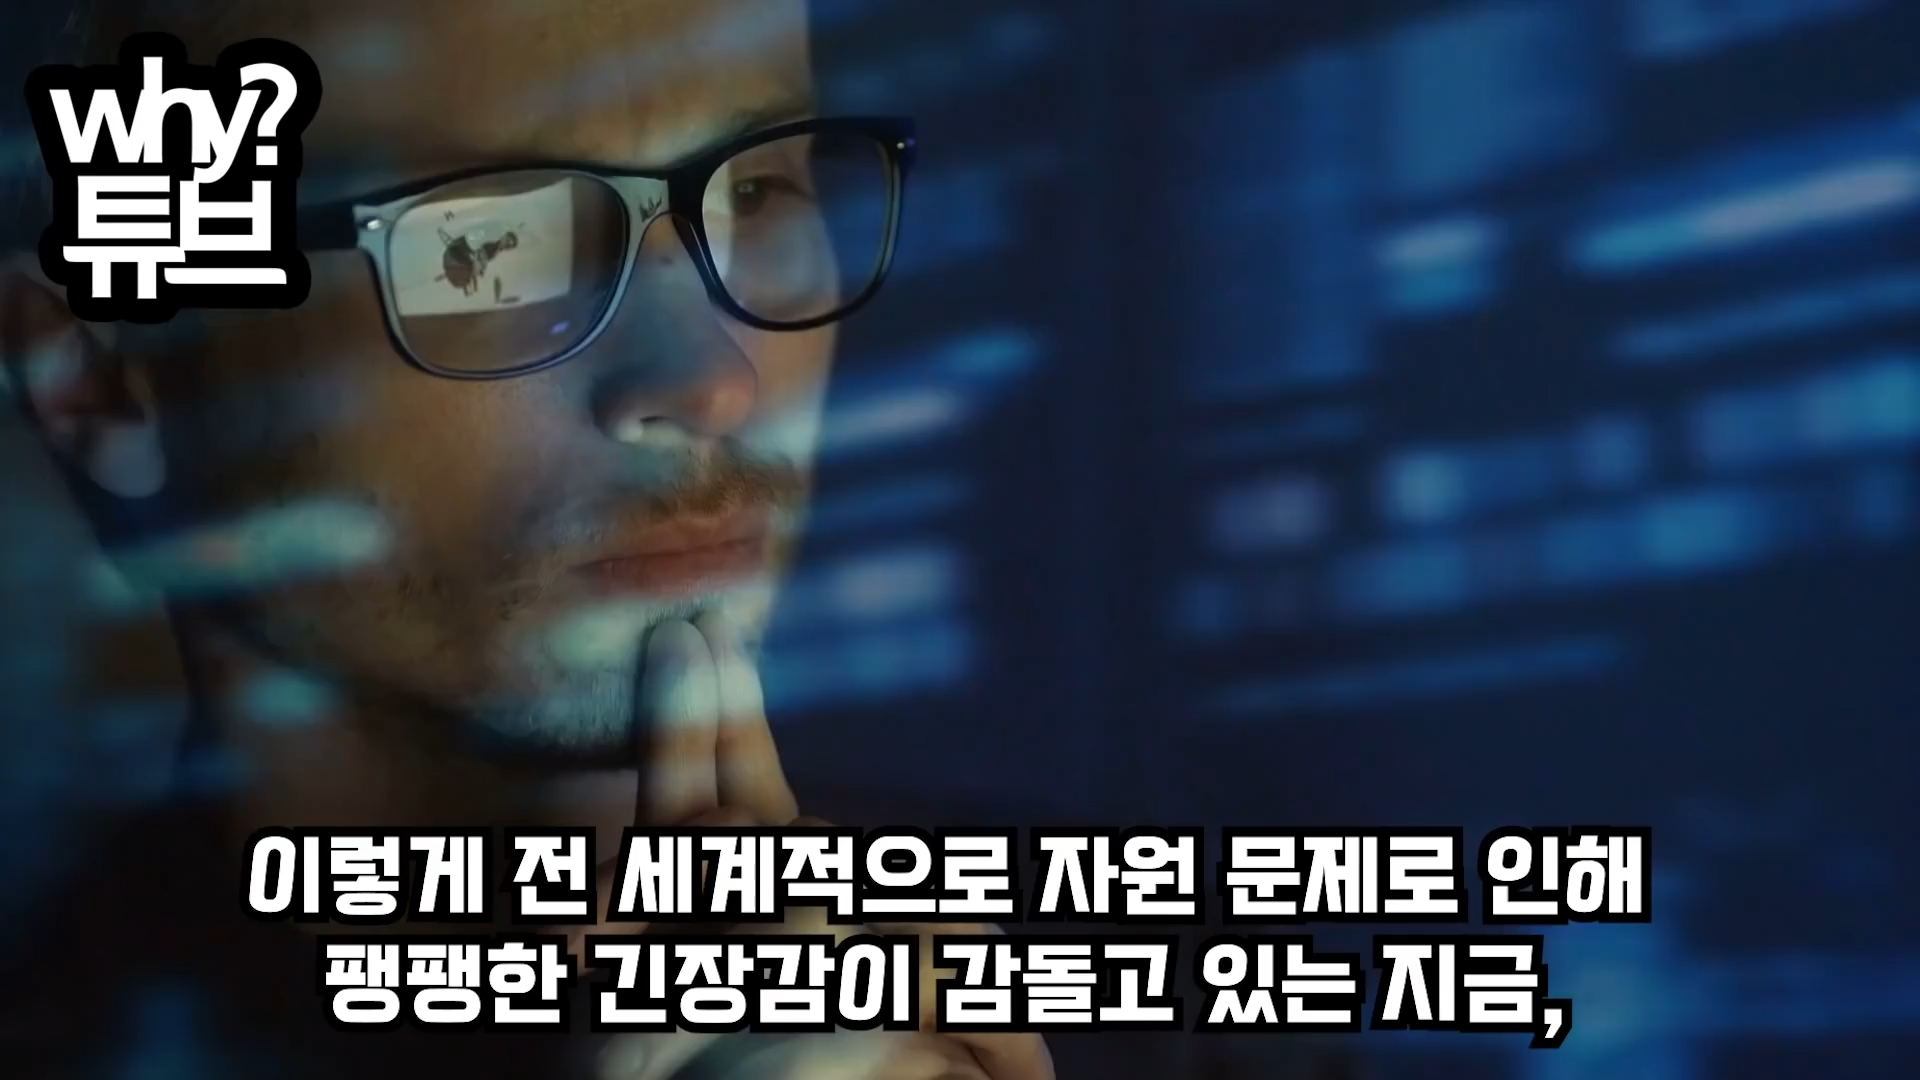 why?
튜브
이렇게 전 세계적으로 자원 문제로 인해
팽팽한 긴장감이 감돌고 있는 지금,